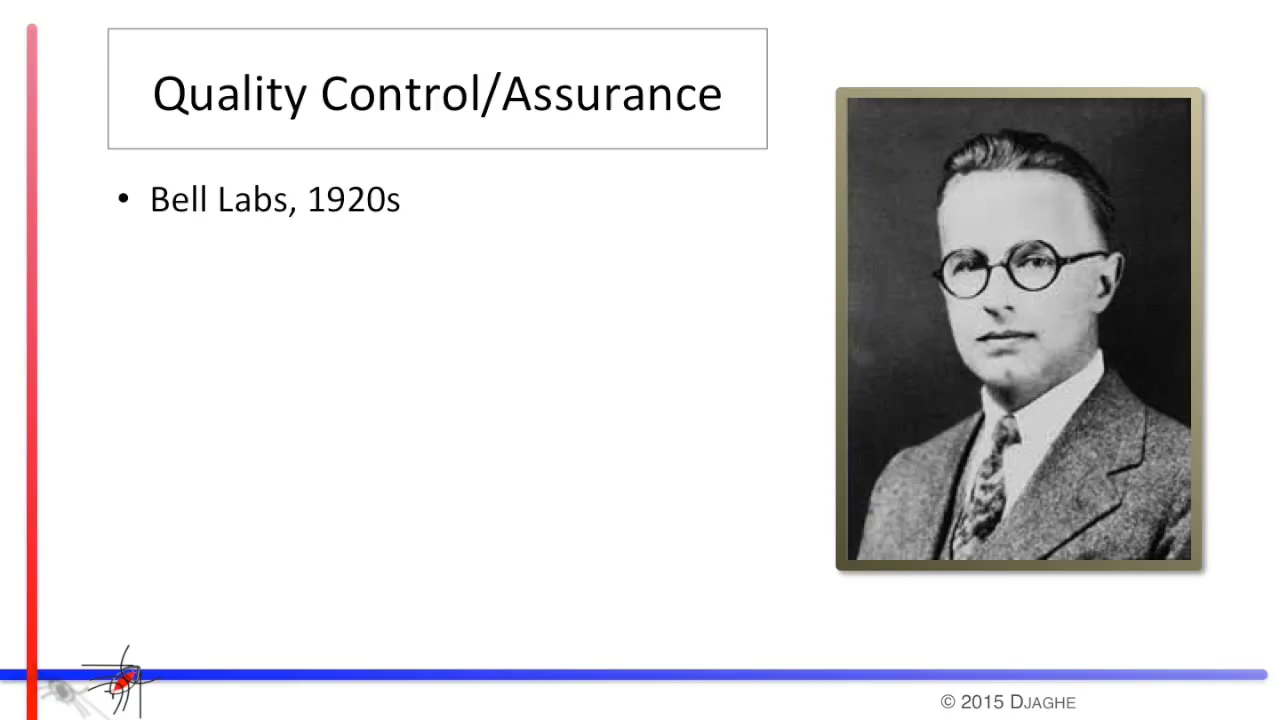 Quality Control/Assurance
• Bell Labs, 1920s
© 2015 DJAGHE